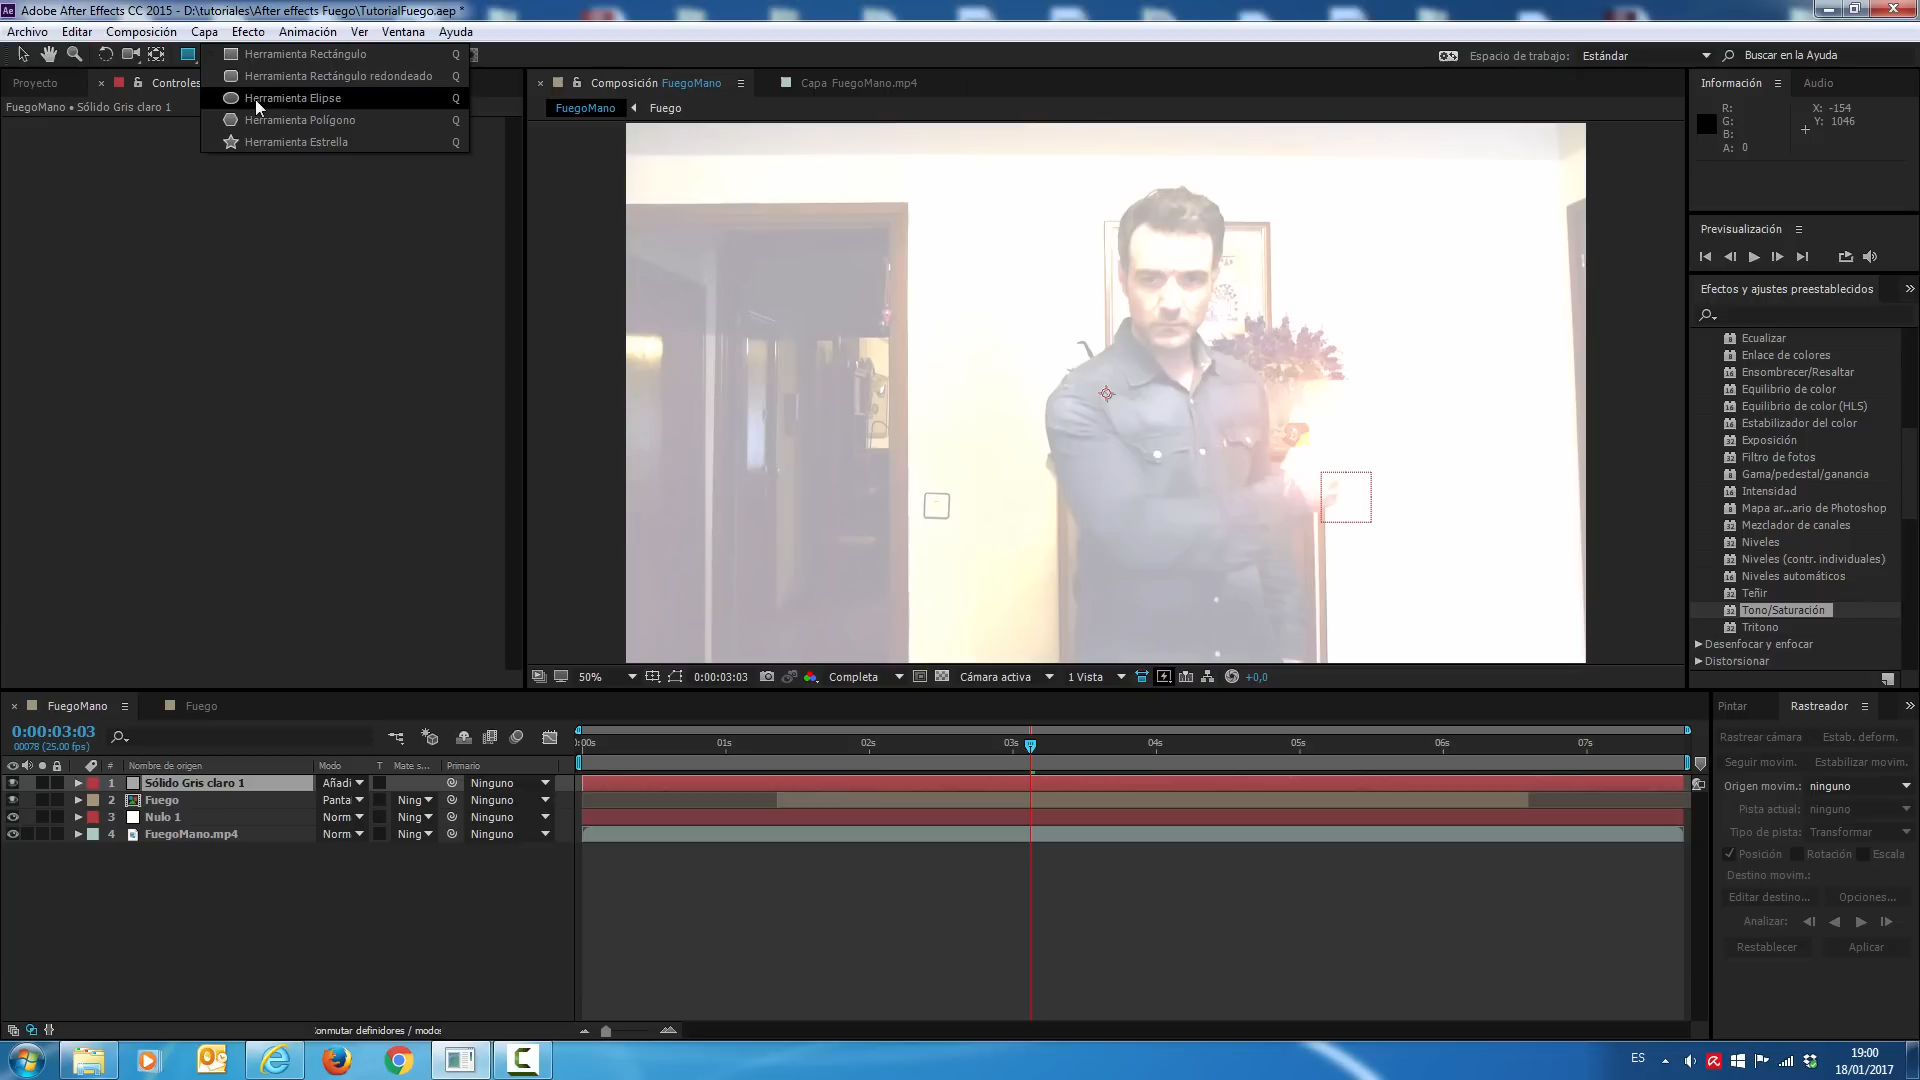 Adobe After Effects CC 2015 - D:\tutoriales\After effects Fuego\TutorialFuego.aep *
Archivo Editar Composición Capa Efecto Animación Ver Ventana Ayuda
Herramienta Rectángulo Q
Herramienta Rectángulo redondeado Q
Herramienta Elipse Q
Herramienta Polígono Q
Herramienta Estrella Q
Espacio de trabajo: Estándar Buscar en la Ayuda
Proyecto Controles
FuegoMano • Sólido Gris claro 1
Composición FuegoMano Capa FuegoMano.mp4
FuegoMano Fuego
Información Audio
R: X: -154
G: Y: 1046
B:
A: 0
Previsualización
Efectos y ajustes preestablecidos
Ecualizar
Enlace de colores
Ensombrecer/Resaltar
Equilibrio de color
Equilibrio de color (HLS)
Estabilizador del color
Exposición
Filtro de fotos
Gama/pedestal/ganancia
Intensidad
Mapa ar...ario de Photoshop
Mezclador de canales
Niveles
Niveles (contr. individuales)
Niveles automáticos
Teñir
Tono/Saturación
Tritono
Desenfocar y enfocar
Distorsionar
50% 0:00:03:03 Completa Cámara activa 1 Vista +0,0
FuegoMano Fuego
0:00:03:03
00078 (25.00 fps)
:00s 01s 02s 03s 04s 05s 06s 07s
# Nombre de origen Modo T Mate s... Primario
1 Sólido Gris claro 1 Añadi Ninguno
2 Fuego Panta Ning Ninguno
3 Nulo 1 Norm Ning Ninguno
4 FuegoMano.mp4 Norm Ning Ninguno
Conmutar definidores / modos
Pintar Rastreador
Rastrear cámara Estab. deform.
Seguir movim. Estabilizar movim.
Origen movim.: ninguno
Pista actual: ninguno
Tipo de pista: Transformar
Posición Rotación Escala
Destino movim.:
Editar destino... Opciones...
Analizar:
Restablecer Aplicar
ES 19:00
18/01/2017